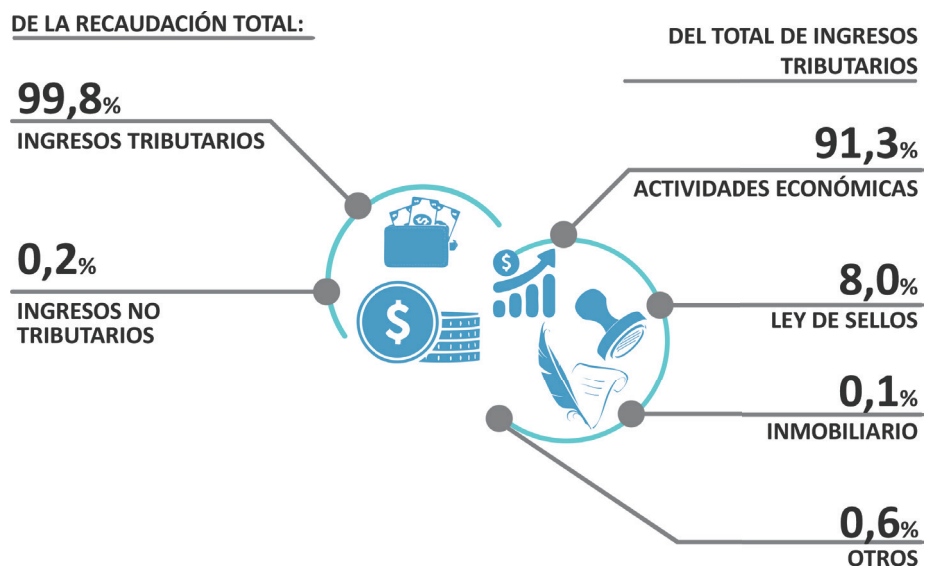 DE LA RECAUDACIÓN TOTAL:
99,8%
INGRESOS TRIBUTARIOS
0,2%
INGRESOS NO
TRIBUTARIOS
DEL TOTAL DE INGRESOS
TRIBUTARIOS
91,3%
ACTIVIDADES ECONÓMICAS
8,0%
LEY DE SELLOS
0,1%
INMOBILIARIO
0,6%
OTROS